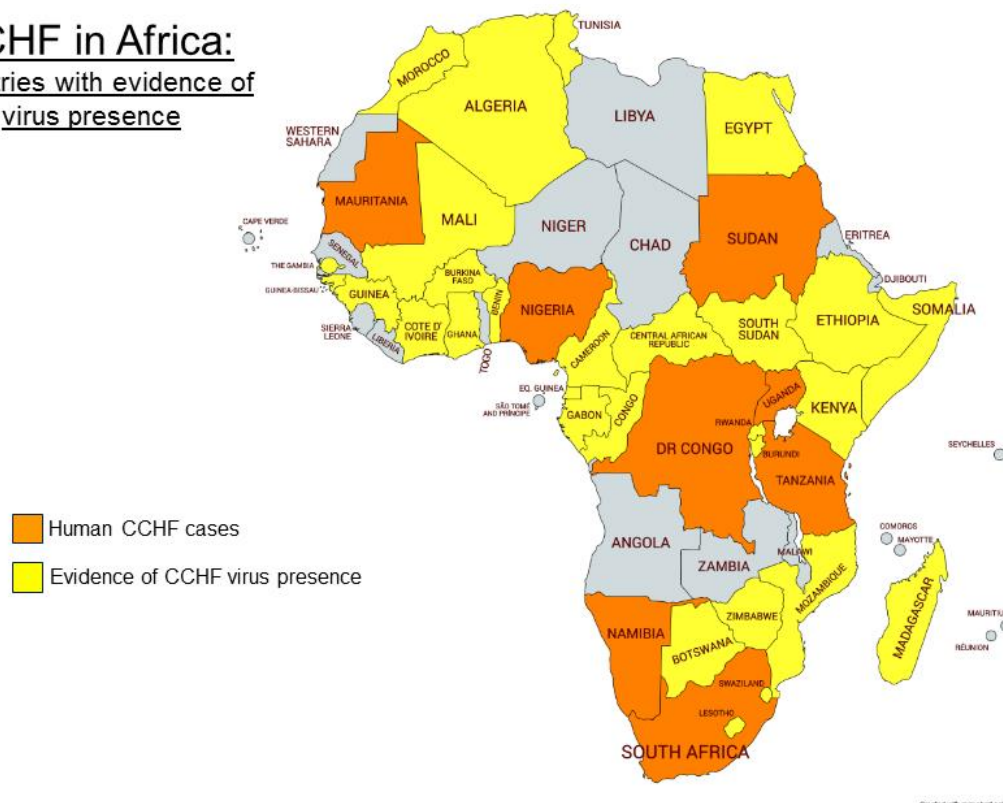 CHF in Africa:
tries with evidence of
virus presence
TUNISIA
MOROCCO
ALGERIA
LIBYA
EGYPT
WESTERN
SAHARA
MAURITANIA
MALI
NIGER
CHAD
SUDAN
ERITREA
CAPE VERDE
SENEGAL
THE GAMBIA
GUINEA-BISSAU
GUINEA
BURKINA
FASO
BENIN
NIGERIA
DJIBOUTI
SOMALIA
ETHIOPIA
SOUTH
SUDAN
CENTRAL AFRICAN
REPUBLIC
CAMEROON
SIERRA
LEONE
LIBERIA
COTE D'
IVOIRE
GHANA
TOGO
EQ. GUINEA
SÃO TOMÉ
AND PRÍNCIPE
GABON
CONGO
DR CONGO
UGANDA
KENYA
RWANDA
BURUNDI
TANZANIA
SEYCHELLES
Human CCHF cases
Evidence of CCHF virus presence
ANGOLA
ZAMBIA
MALAWI
COMOROS
MAYOTTE
MOZAMBIQUE
MADAGASCAR
MAURITIU
RÉUNION
ZIMBABWE
NAMIBIA
BOTSWANA
SWAZILAND
LESOTHO
SOUTH AFRICA